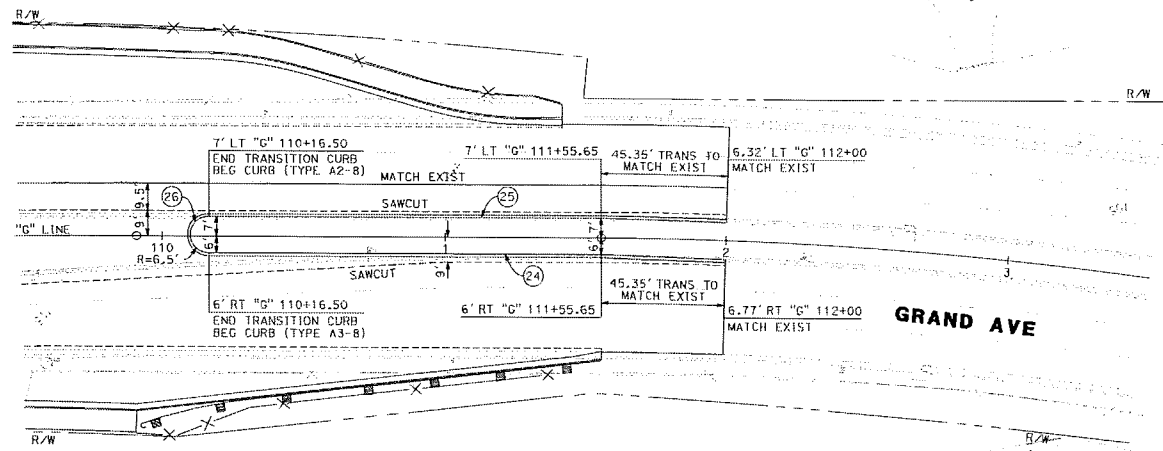 R/W
R/W
7' LT "G" 110+16.50
END TRANSITION CURB
BEG CURB (TYPE A2-8)
7' LT "G" 111+55.65
45.35' TRANS TO
MATCH EXIST
6.32' LT "G" 112+00
MATCH EXIST
MATCH EXIST
9.5'
9'
26
SAWCUT
25
"G" LINE
110
R=6.5'
6' 7'
6' 7'
2
3
SAWCUT
24
45.35' TRANS TO
MATCH EXIST
6' RT "G" 110+16.50
END TRANSITION CURB
BEG CURB (TYPE A3-8)
6' RT "G" 111+55.65
6.77' RT "G" 112+00
MATCH EXIST
GRAND AVE
R/W
R/W